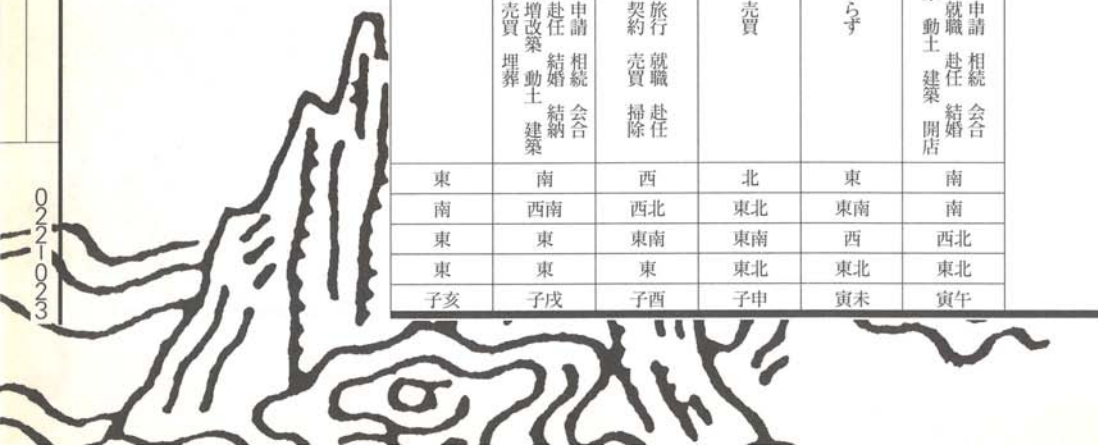 申請 相続 会合
就職 赴任 結婚
動土 建築 開店
らず
売買
旅行 就職 赴任
契約 売買 掃除
申請 相続 会合
赴任 結婚 結納
増改築 動土 建築
売買 埋葬
東 南 西 北 東 南
南 西南 西北 東北 東南 南
東 東 東南 東南 西 西北
東 東 東 東北 東北 東北
子亥 子戌 子酉 子申 寅未 寅午
022-023